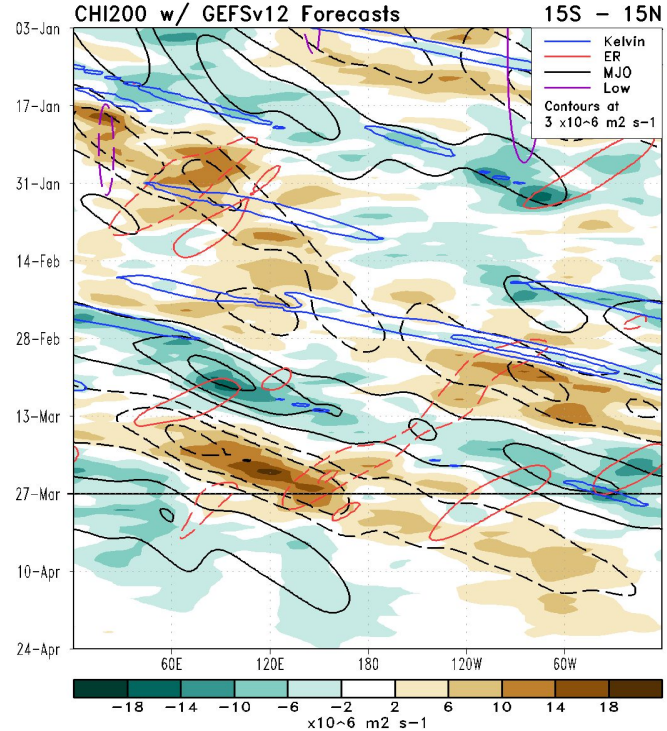 CHI200 w/ GEFSv12 Forecasts 15S - 15N
03-Jan
17-Jan
31-Jan
14-Feb
28-Feb
13-Mar
27-Mar
10-Apr
24-Apr
Kelvin
ER
MJO
Low
Contours at
3 x10^6 m2 s-1
60E 120E 180 120W 60W
-18 -14 -10 -6 -2 2 6 10 14 18
x10^6 m2 s-1